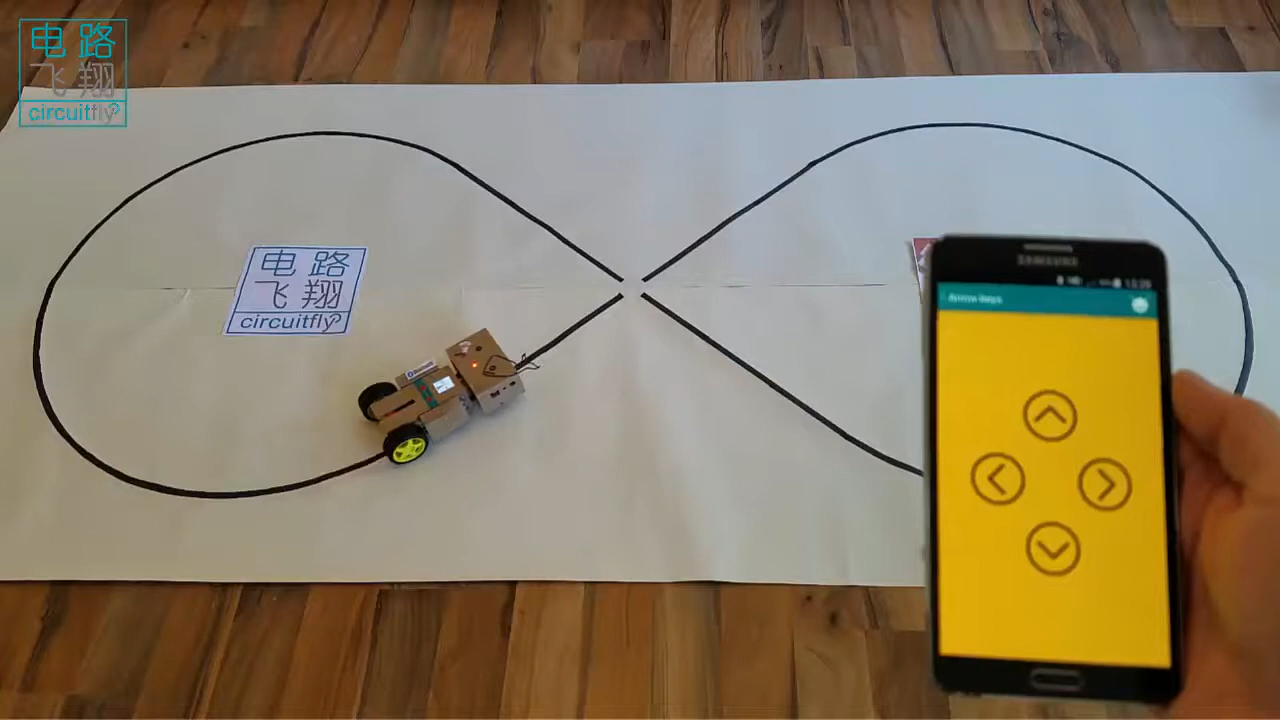 电路
飞翔
circuitfly
电路
飞翔
circuitfly
SAMSUNG
Arrow Keys